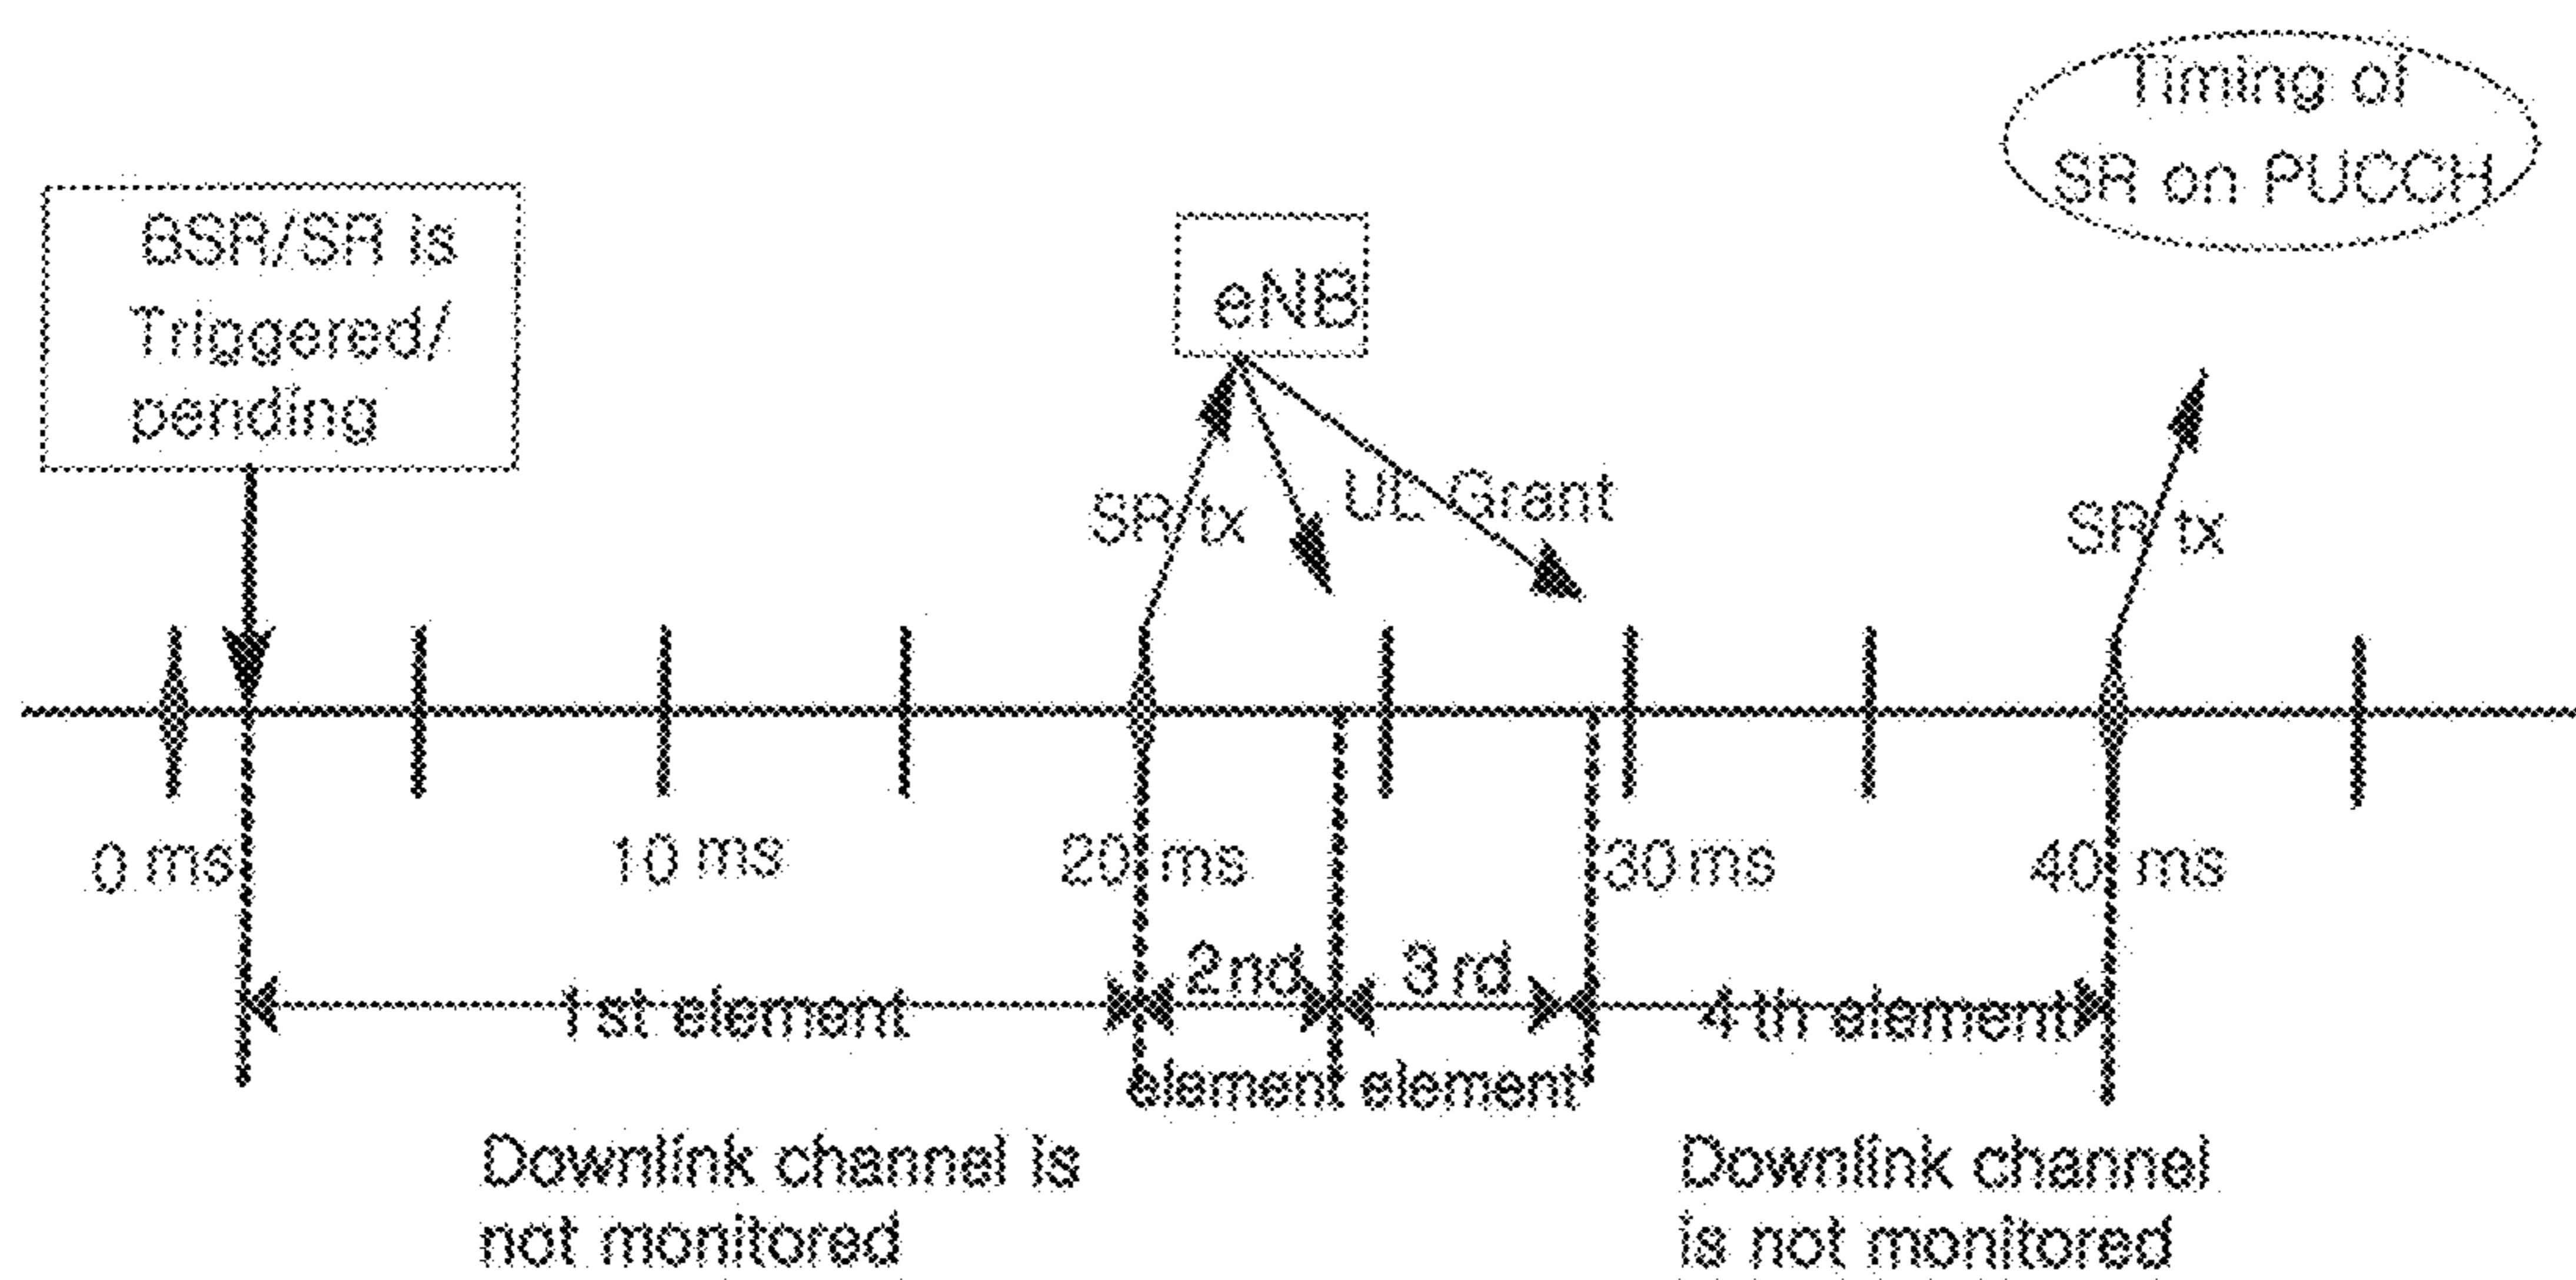 Timing of
SR on PUCCH
BSR/SR is
Triggered/
pending
eNB
SR tx
UL Grant
SR tx
0 ms
10 ms
20 ms
30 ms
40 ms
1st element
2nd
element
3rd
element
4th element
Downlink channel is
not monitored
Downlink channel
is not monitored